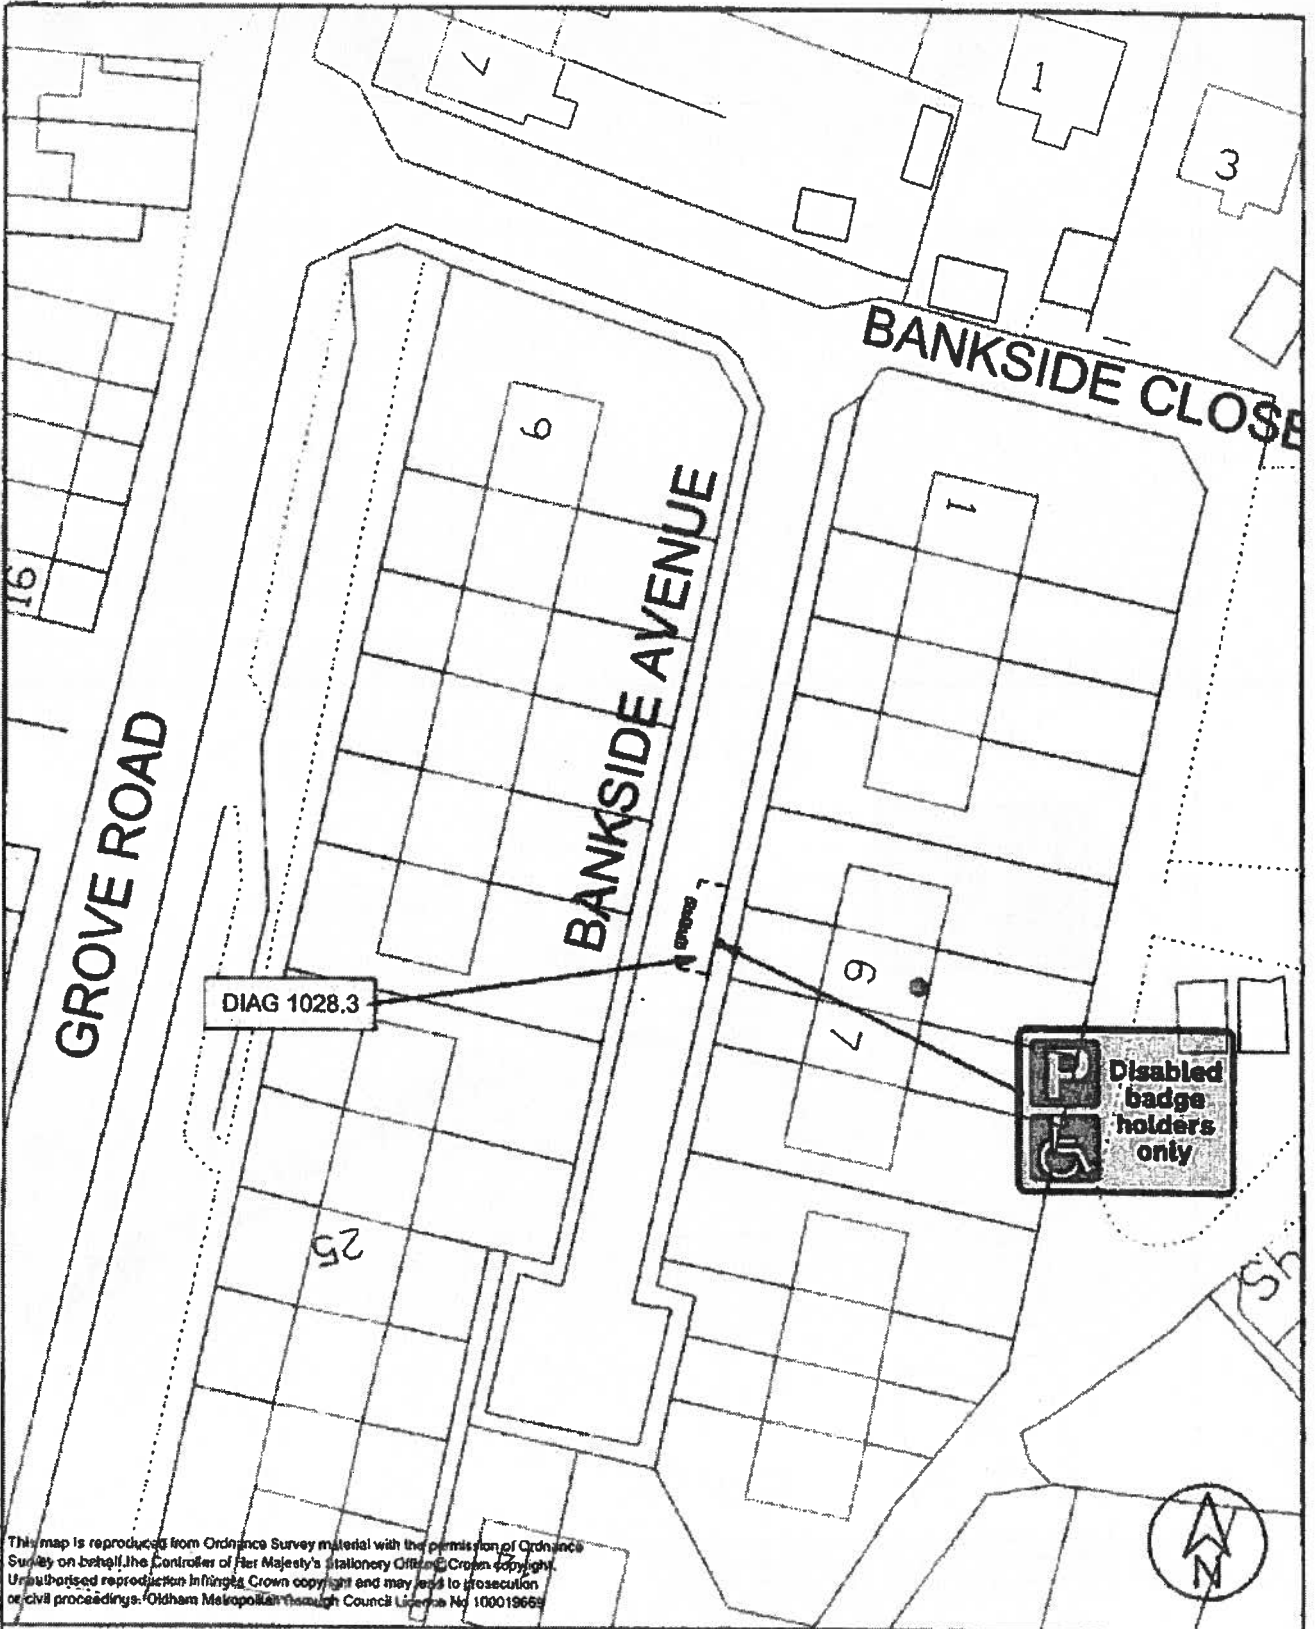 7
1
3
BANKSIDE CLOSE
9
1
16
BANKSIDE AVENUE
GROVE ROAD
6
7
DIAG 1028.3
P Disabled
badge
holders
only
25
Sh
N
This map is reproduced from Ordnance Survey material with the permission of Ordnance
Survey on behalf the Controller of Her Majesty's Stationery Office © Crown copyright.
Unauthorised reproduction infringes Crown copyright and may lead to prosecution
or civil proceedings. Oldham Metropolitan Borough Council Licence No 100019669